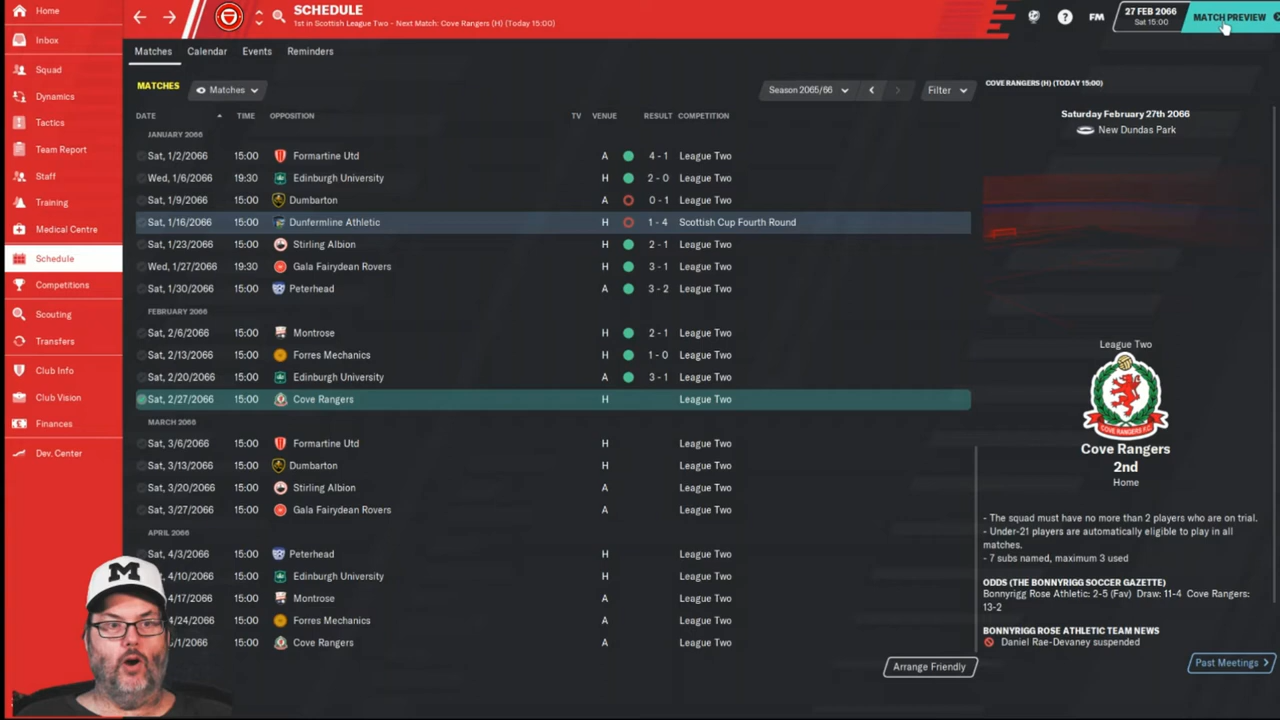 Home
Inbox
Squad
Dynamics
Tactics
Team Report
Staff
Training
Medical Centre
Schedule
Competitions
Scouting
Transfers
Club Info
Club Vision
Finances
Dev. Center
SCHEDULE
1st in Scottish League Two - Next Match: Cove Rangers (H) (Today 15:00)
FM
27 FEB 2066
Sat 15:00
MATCH PREVIEW
Matches Calendar Events Reminders
MATCHES Matches Season 2065/66 Filter
DATE TIME OPPOSITION TV VENUE RESULT COMPETITION
JANUARY 2066
Sat, 1/2/2066 15:00 Formartine Utd A 4 - 1 League Two
Wed, 1/6/2066 19:30 Edinburgh University H 2 - 0 League Two
Sat, 1/9/2066 15:00 Dumbarton A 0 - 1 League Two
Sat, 1/16/2066 15:00 Dunfermline Athletic H 1 - 4 Scottish Cup Fourth Round
Sat, 1/23/2066 15:00 Stirling Albion H 2 - 1 League Two
Wed, 1/27/2066 19:30 Gala Fairydean Rovers H 3 - 1 League Two
Sat, 1/30/2066 15:00 Peterhead A 3 - 2 League Two
FEBRUARY 2066
Sat, 2/6/2066 15:00 Montrose H 2 - 1 League Two
Sat, 2/13/2066 15:00 Forres Mechanics H 1 - 0 League Two
Sat, 2/20/2066 15:00 Edinburgh University A 3 - 1 League Two
Sat, 2/27/2066 15:00 Cove Rangers H League Two
MARCH 2066
Sat, 3/6/2066 15:00 Formartine Utd H League Two
Sat, 3/13/2066 15:00 Dumbarton H League Two
Sat, 3/20/2066 15:00 Stirling Albion A League Two
Sat, 3/27/2066 15:00 Gala Fairydean Rovers A League Two
APRIL 2066
Sat, 4/3/2066 15:00 Peterhead H League Two
Sat, 4/10/2066 15:00 Edinburgh University H League Two
4/17/2066 15:00 Montrose A League Two
4/24/2066 15:00 Forres Mechanics A League Two
/1/2066 15:00 Cove Rangers A League Two
Arrange Friendly
COVE RANGERS (H) (TODAY 15:00)
Saturday February 27th 2066
New Dundas Park
League Two
COVE RANGERS F.C.
Cove Rangers
2nd
Home
- The squad must have no more than 2 players who are on trial.
- Under-21 players are automatically eligible to play in all
matches.
- 7 subs named, maximum 3 used
ODDS (THE BONNYRIGG SOCCER GAZETTE)
Bonnyrigg Rose Athletic: 2-5 (Fav) Draw: 11-4 Cove Rangers:
13-2
BONNYRIGG ROSE ATHLETIC TEAM NEWS
Daniel Rae-Devaney suspended
Past Meetings
M